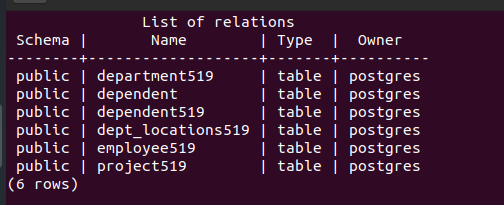 List of relations
Schema | Name | Type | Owner
--------+-------------------+-------+----------
public | department519 | table | postgres
public | dependent | table | postgres
public | dependent519 | table | postgres
public | dept_locations519 | table | postgres
public | employee519 | table | postgres
public | project519 | table | postgres
(6 rows)